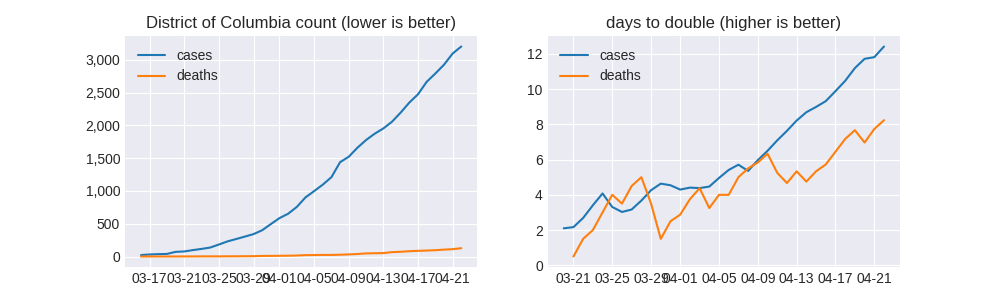 District of Columbia count (lower is better)
cases
deaths
3,000
2,500
2,000
1,500
1,000
500
0
03-17 03-21 03-25 03-29 04-01 04-05 04-09 04-13 04-17 04-21
days to double (higher is better)
cases
deaths
12
10
8
6
4
2
0
03-21 03-25 03-29 04-01 04-05 04-09 04-13 04-17 04-21